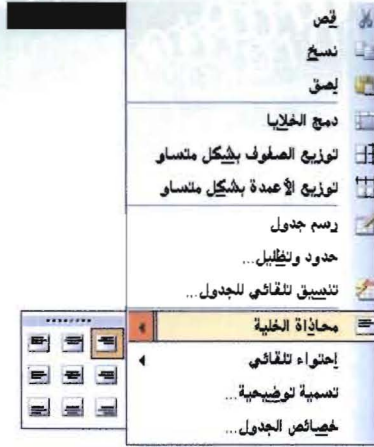 قص
نسخ
لصق
دمج الخلايا
توزيع الصفوف بشكل متساو
توزيع الأعمدة بشكل متساو
رسم جدول
حدود وتظليل...
تنسيق تلقائي للجدول...
محاذاة الخلية
إحتواء تلقائي
تسمية توضيحية...
خصائص الجدول...